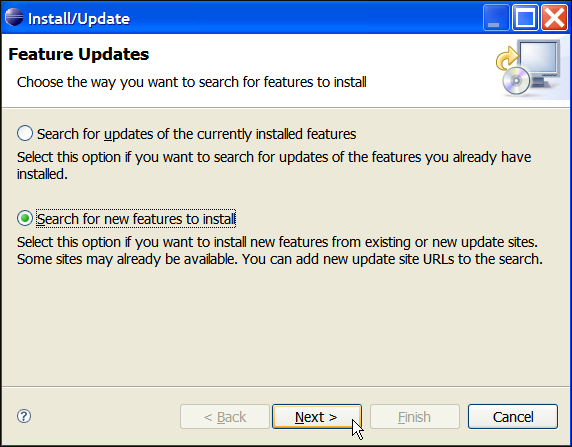 Install/Update
Feature Updates
Choose the way you want to search for features to install
Search for updates of the currently installed features
Select this option if you want to search for updates of the features you already have
installed.
Search for new features to install
Select this option if you want to install new features from existing or new update sites.
Some sites may already be available. You can add new update site URLs to the search.
? < Back Next > Finish Cancel